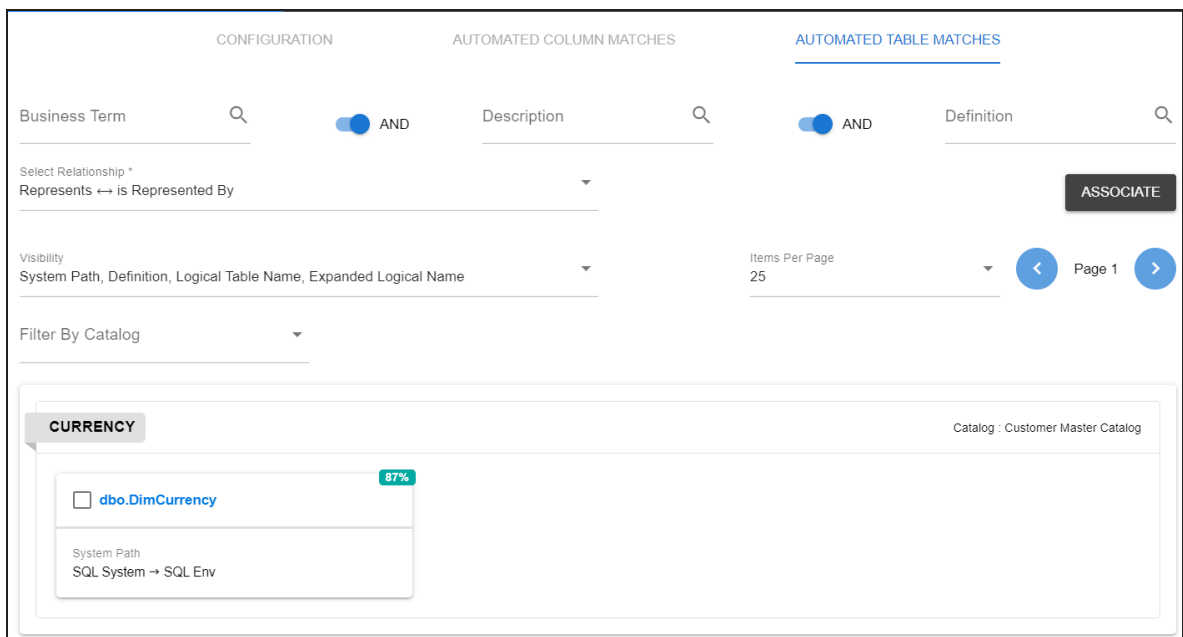 CONFIGURATION AUTOMATED COLUMN MATCHES AUTOMATED TABLE MATCHES
Business Term AND Description AND Definition
Select Relationship *
Represents ↔ is Represented By
ASSOCIATE
Visibility
System Path, Definition, Logical Table Name, Expanded Logical Name
Items Per Page
25
Page 1
Filter By Catalog
CURRENCY Catalog : Customer Master Catalog
87%
dbo.DimCurrency
System Path
SQL System → SQL Env